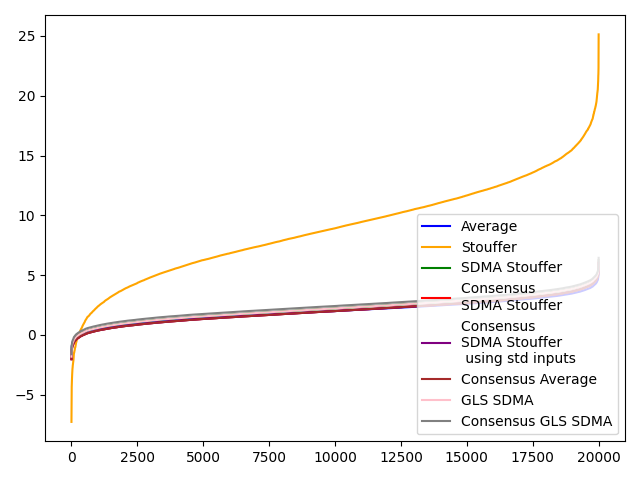 25
20
15
10
5
0
−5
0
2500
5000
7500
10000
12500
15000
17500
20000
Average
Stouffer
SDMA Stouffer
Consensus
SDMA Stouffer
Consensus
SDMA Stouffer
using std inputs
Consensus Average
GLS SDMA
Consensus GLS SDMA